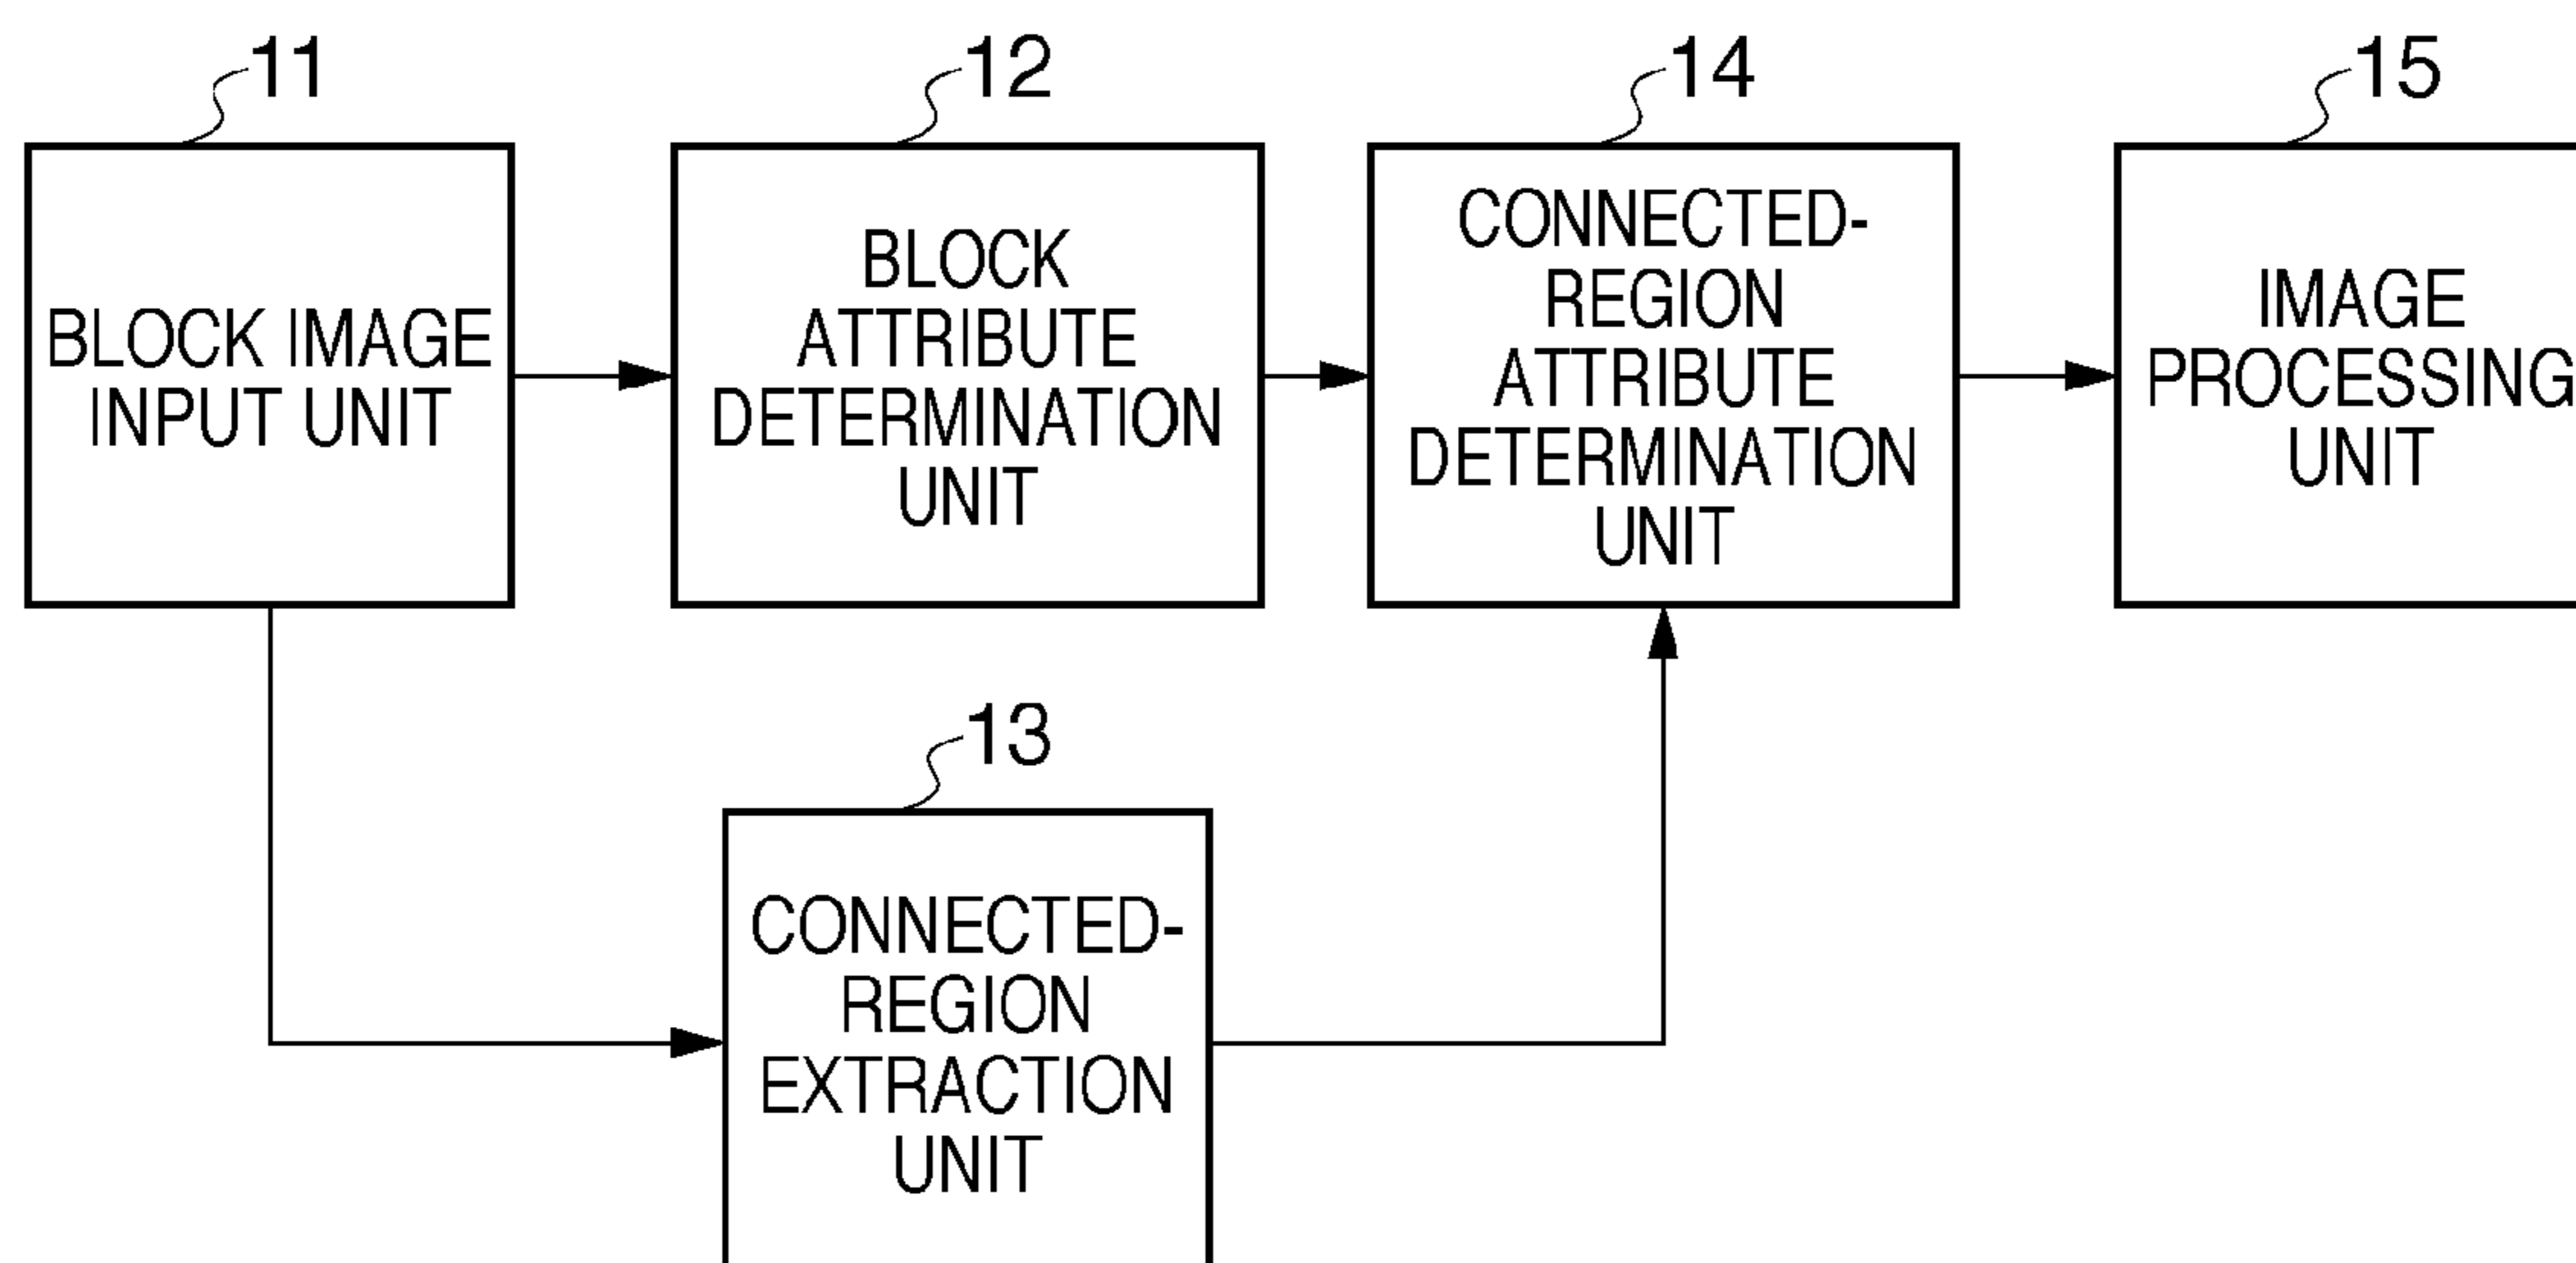 11
BLOCK IMAGE
INPUT UNIT
12
BLOCK
ATTRIBUTE
DETERMINATION
UNIT
14
CONNECTED-
REGION
ATTRIBUTE
DETERMINATION
UNIT
15
IMAGE
PROCESSING
UNIT
13
CONNECTED-
REGION
EXTRACTION
UNIT